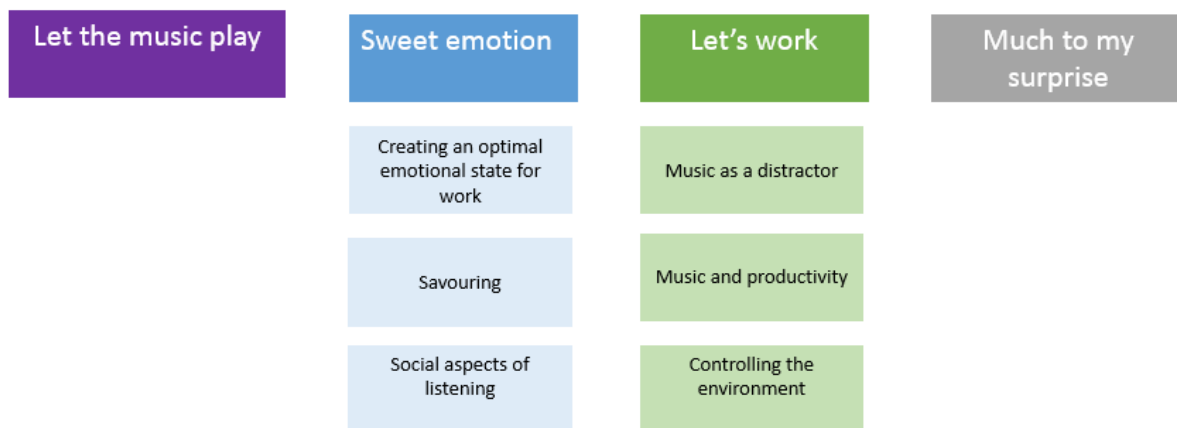 Let the music play
Sweet emotion
Let's work
Much to my
surprise
Creating an optimal
emotional state for
work
Music as a distractor
Savouring
Music and productivity
Social aspects of
listening
Controlling the
environment